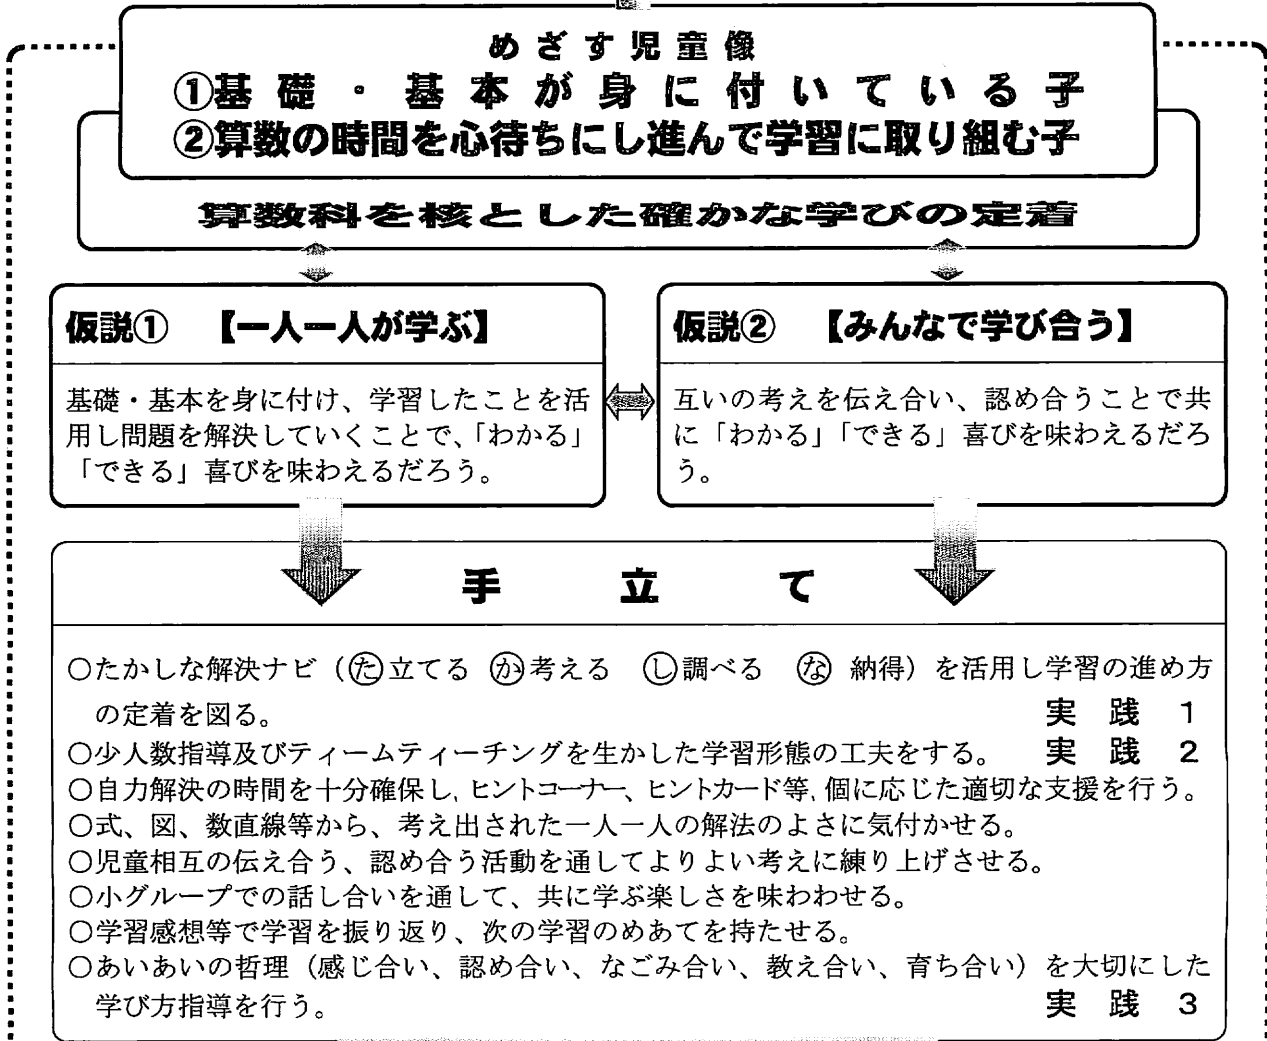 めざす児童像
①基礎・基本が身に付いている子
②算数の時間を心待ちにし進んで学習に取り組む子
算数科を核とした確かな学びの定着
仮説① 【一人一人が学ぶ】
基礎・基本を身に付け、学習したことを活
用し問題を解決していくことで、「わかる」
「できる」喜びを味わえるだろう。
仮説② 【みんなで学び合う】
互いの考えを伝え合い、認め合うことで共
に「わかる」「できる」喜びを味わえるだろ
う。
手立て
○たかしな解決ナビ（た立てる か考える し調べる な 納得）を活用し学習の進め方
の定着を図る。 実践1
○少人数指導及びティームティーチングを生かした学習形態の工夫をする。 実践2
○自力解決の時間を十分確保し、ヒントコーナー、ヒントカード等、個に応じた適切な支援を行う。
○式、図、数直線等から、考え出された一人一人の解法のよさに気付かせる。
○児童相互の伝え合う、認め合う活動を通してよりよい考えに練り上げさせる。
○小グループでの話し合いを通して、共に学ぶ楽しさを味わわせる。
○学習感想等で学習を振り返り、次の学習のめあてを持たせる。
○あいあいの哲理（感じ合い、認め合い、なごみ合い、教え合い、育ち合い）を大切にした
学び方指導を行う。 実践3